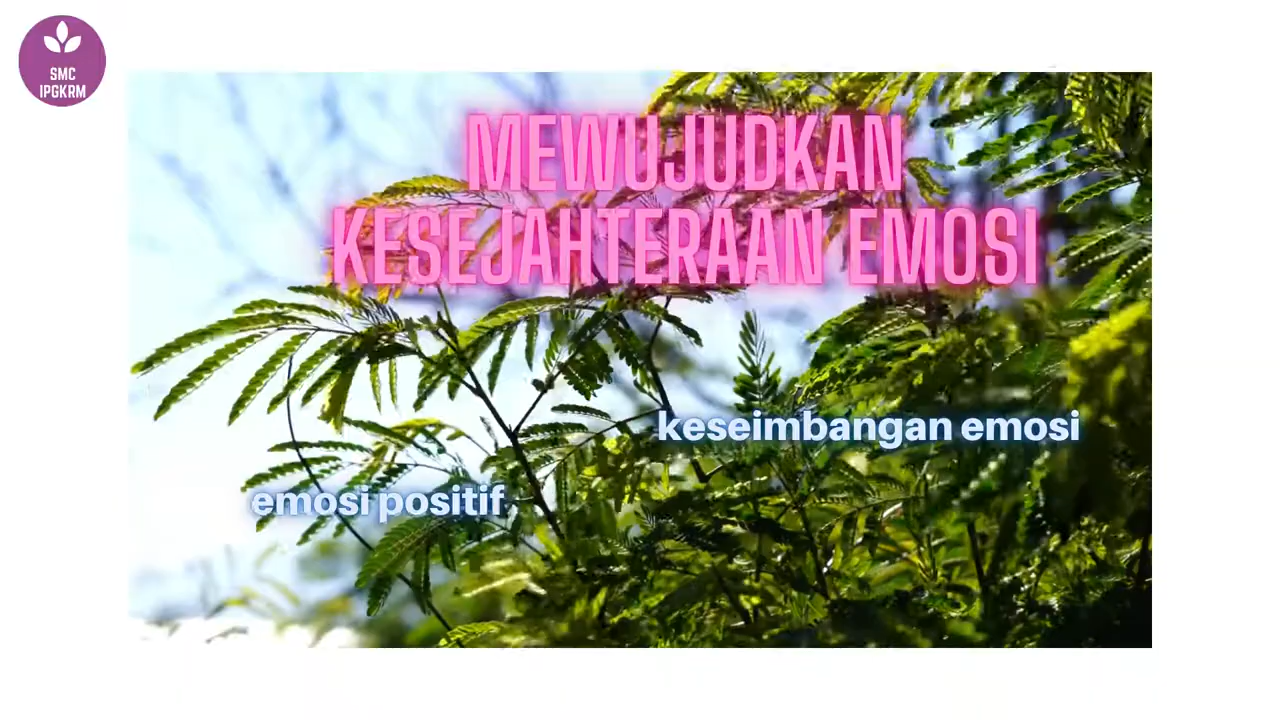 SMC
IPGKRM
MEWUJUDKAN
KESEJAHTERAAN EMOSI
keseimbangan emosi
emosi positif